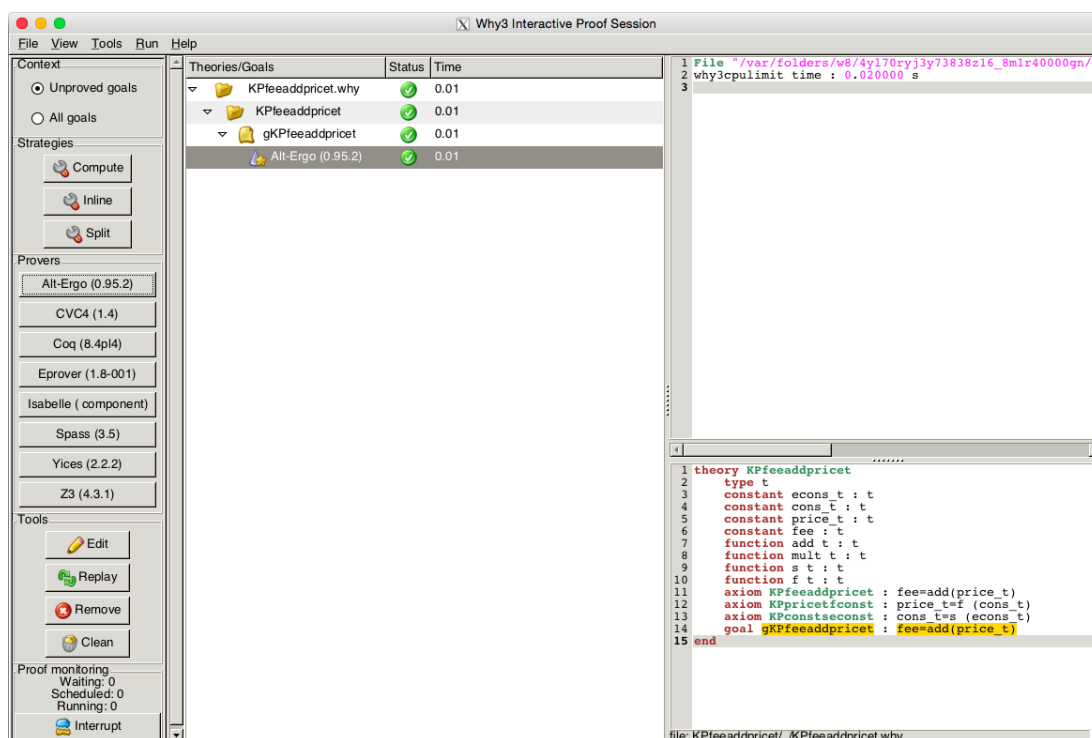 Why3 Interactive Proof Session
File View Tools Run Help
Context
Unproved goals
All goals
Strategies
Compute
Inline
Split
Provers
Alt-Ergo (0.95.2)
CVC4 (1.4)
Coq (8.4pl4)
Eprover (1.8-001)
Isabelle ( component)
Spass (3.5)
Yices (2.2.2)
Z3 (4.3.1)
Tools
Edit
Replay
Remove
Clean
Proof monitoring
Waiting: 0
Scheduled: 0
Running: 0
Interrupt
Theories/Goals Status Time
KPfeeaddpricet.why 0.01
KPfeeaddpricet 0.01
gKPfeeaddpricet 0.01
Alt-Ergo (0.95.2) 0.01
1 File "/var/folders/w8/4yl70ryj3y73838z16_8m1r40000gn/
2 why3cpulimit time : 0.020000 s
3
1 theory KPfeeaddpricet
2 type t
3 constant econs_t : t
4 constant cons_t : t
5 constant price_t : t
6 constant fee : t
7 function add t : t
8 function mult t : t
9 function s t : t
10 function f t : t
11 axiom KPfeeaddpricet : fee=add(price_t)
12 axiom KPpricetfconst : price_t=f (cons_t)
13 axiom KPconstseconst : cons_t=s (econs_t)
14 goal gKPfeeaddpricet : fee=add(price_t)
15 end
file: KPfeeaddpricet/../KPfeeaddpricet.why